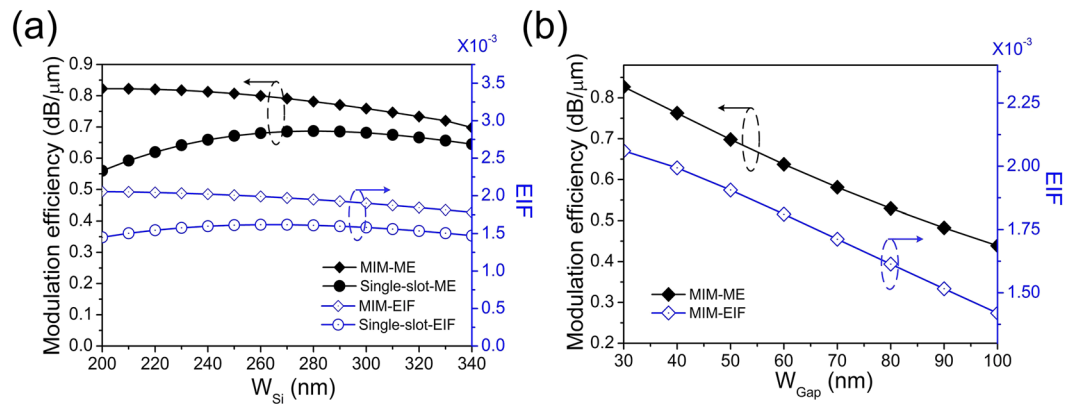 (a)
X10⁻³
Modulation efficiency (dB/μm)
0.9
0.8
0.7
0.6
0.5
0.4
0.3
0.2
0.1
0.0
3.5
3.0
2.5
2.0
1.5
1.0
0.5
0.0
EIF
MIM-ME
Single-slot-ME
MIM-EIF
Single-slot-EIF
200 220 240 260 280 300 320 340
W_Si (nm)
(b)
X10⁻³
Modulation efficiency (dB/μm)
0.8
0.7
0.6
0.5
0.4
0.3
0.2
2.25
2.00
1.75
1.50
EIF
MIM-ME
MIM-EIF
30 40 50 60 70 80 90 100
W_Gap (nm)